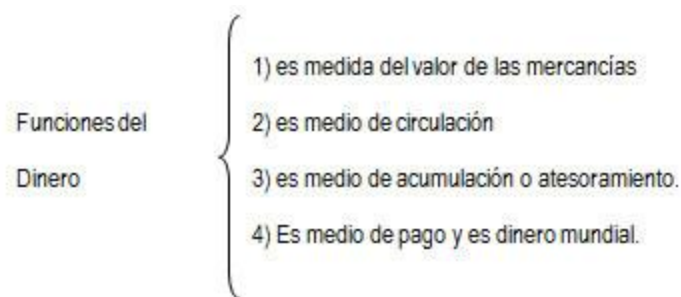 Funciones del
Dinero
1) es medida del valor de las mercancías
2) es medio de circulación
3) es medio de acumulación o atesoramiento.
4) Es medio de pago y es dinero mundial.